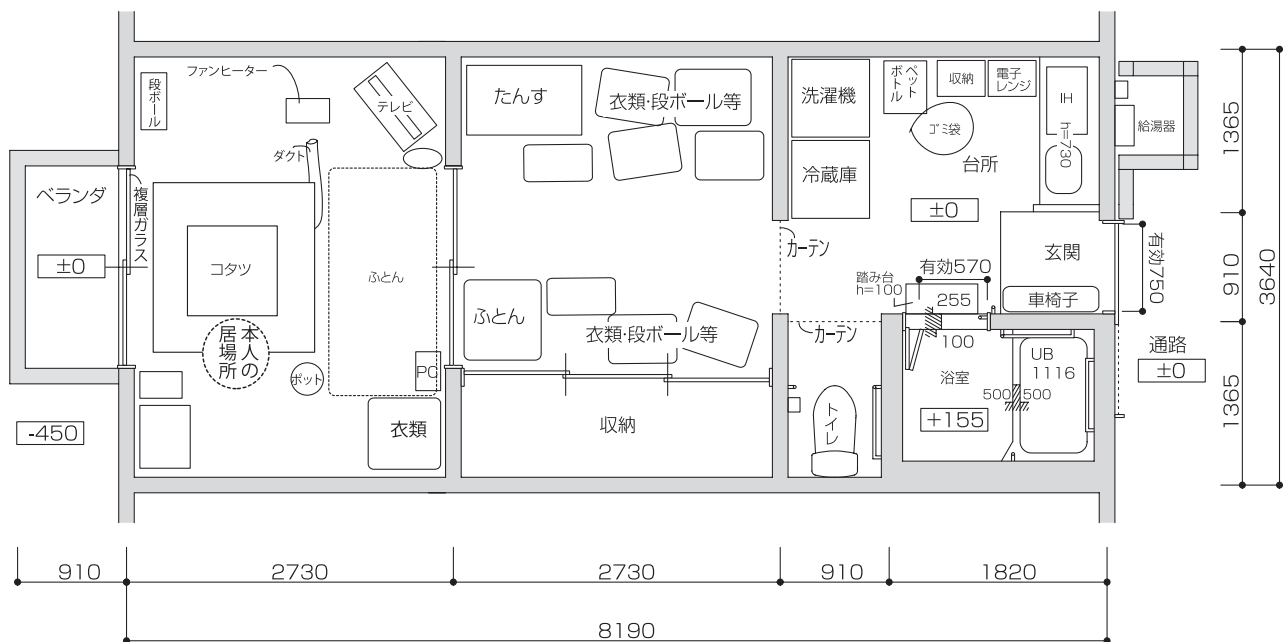 ファンヒーター
段ボール
テレビ
ダクト
たんす
衣類・段ボール等
洗濯機
ペット
ボトル
収納
電子
レンジ
IH
h=730
給湯器
ゴミ袋
冷蔵庫
台所
±0
ベランダ
複層ガラス
±0
コタツ
ふとん
カーテン
玄関
有効750
車椅子
踏み台
h=100
有効570
255
100
本人の
居場所
ポット
PC
ふとん
衣類・段ボール等
カーテン
通路
±0
浴室
UB
1116
500
500
+155
トイレ
収納
衣類
-450
1365
910
1365
3640
910
2730
2730
910
1820
8190